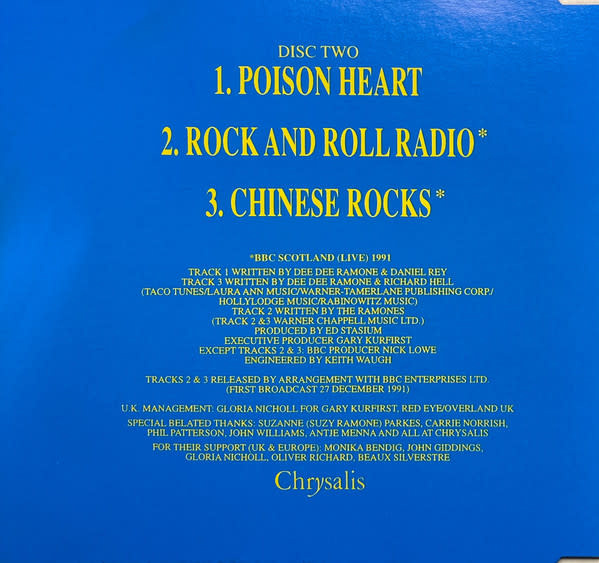 DISC TWO
1. POISON HEART
2. ROCK AND ROLL RADIO*
3. CHINESE ROCKS*
*BBC SCOTLAND (LIVE) 1991
TRACK 1 WRITTEN BY DEE DEE RAMONE & DANIEL REY
TRACK 3 WRITTEN BY DEE DEE RAMONE & RICHARD HELL
(TACO TUNES/LAURA ANN MUSIC/WARNER-TAMERLANE PUBLISHING CORP./
HOLLYLODGE MUSIC/RABINOWITZ MUSIC)
TRACK 2 WRITTEN BY THE RAMONES
(TRACK 2 &3 WARNER CHAPPELL MUSIC LTD.)
PRODUCED BY ED STASIUM
EXECUTIVE PRODUCER GARY KURFIRST
EXCEPT TRACKS 2 & 3: BBC PRODUCER NICK LOWE
ENGINEERED BY KEITH WAUGH
TRACKS 2 & 3 RELEASED BY ARRANGEMENT WITH BBC ENTERPRISES LTD.
(FIRST BROADCAST 27 DECEMBER 1991)
U.K. MANAGEMENT: GLORIA NICHOLL FOR GARY KURFIRST, RED EYE/OVERLAND UK
SPECIAL BELATED THANKS: SUZANNE (SUZY RAMONE) PARKES, CARRIE NORRISH,
PHIL PATTERSON, JOHN WILLIAMS, ANTJE MENNA AND ALL AT CHRYSALIS
FOR THEIR SUPPORT (UK & EUROPE): MONIKA BENDIG, JOHN GIDDINGS,
GLORIA NICHOLL, OLIVER RICHARD, BEAUX SILVERSTRE
Chrysalis